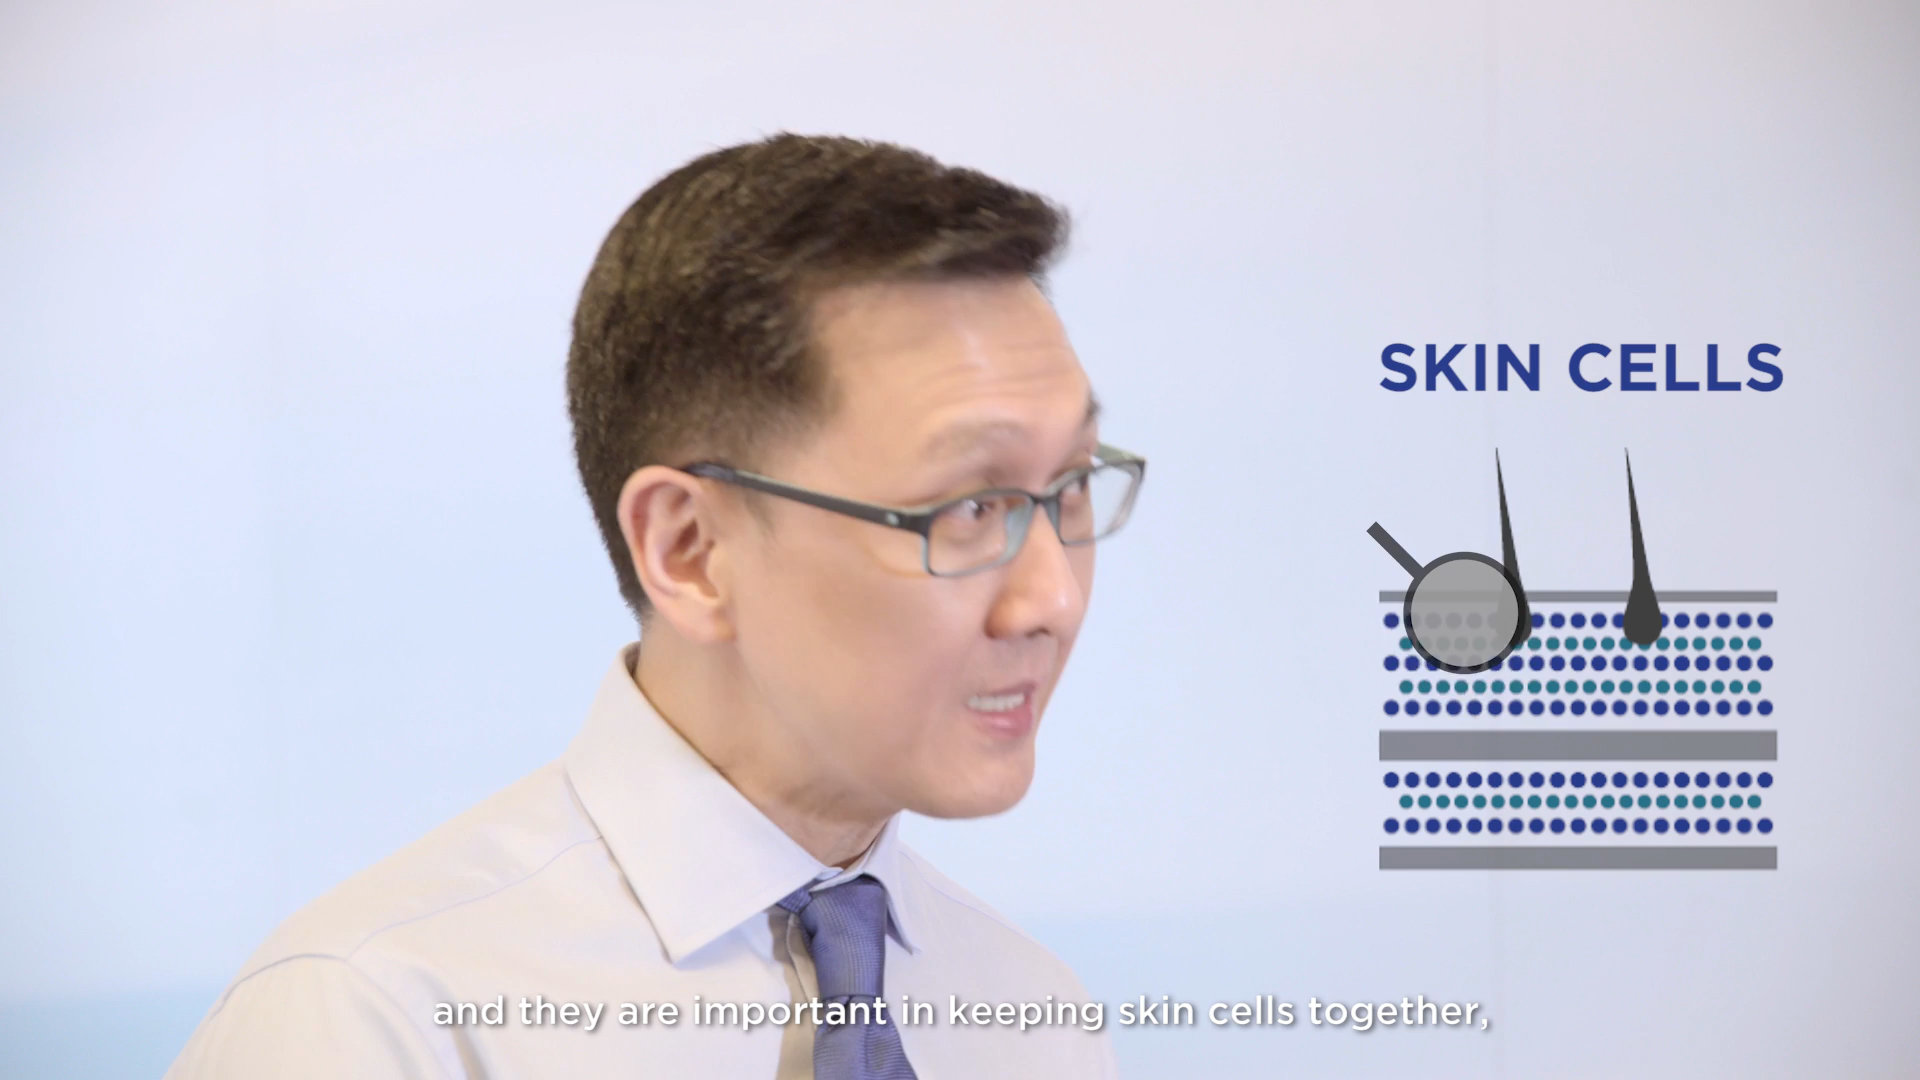 SKIN CELLS
and they are important in keeping skin cells together,